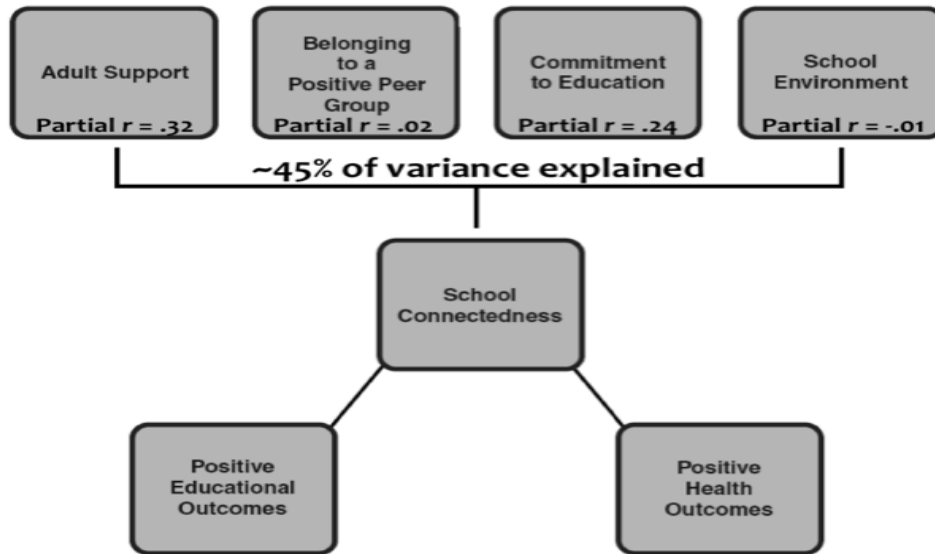 Adult Support
Partial r = .32
Belonging
to a
Positive Peer
Group
Partial r = .02
Commitment
to Education
Partial r = .24
School
Environment
Partial r = -.01
~45% of variance explained
School
Connectedness
Positive
Educational
Outcomes
Positive
Health
Outcomes